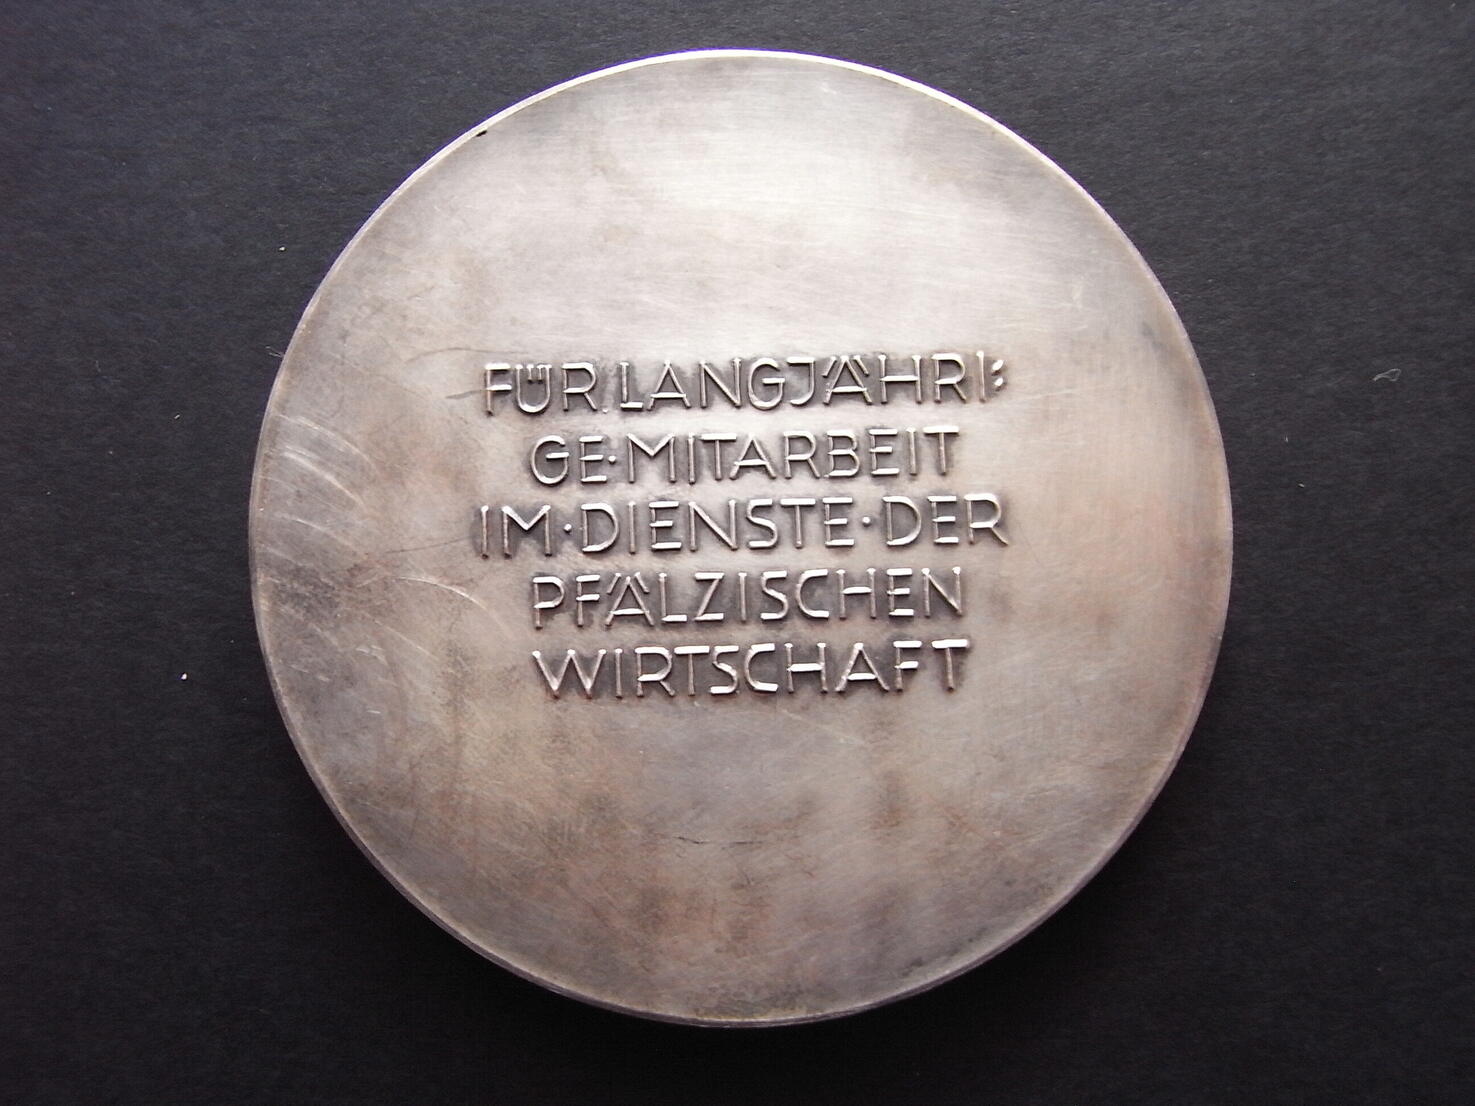 FÜR LANGJÄHRI:
GE·MITARBEIT
IM·DIENSTE·DER
PFÄLZISCHEN
WIRTSCHAFT